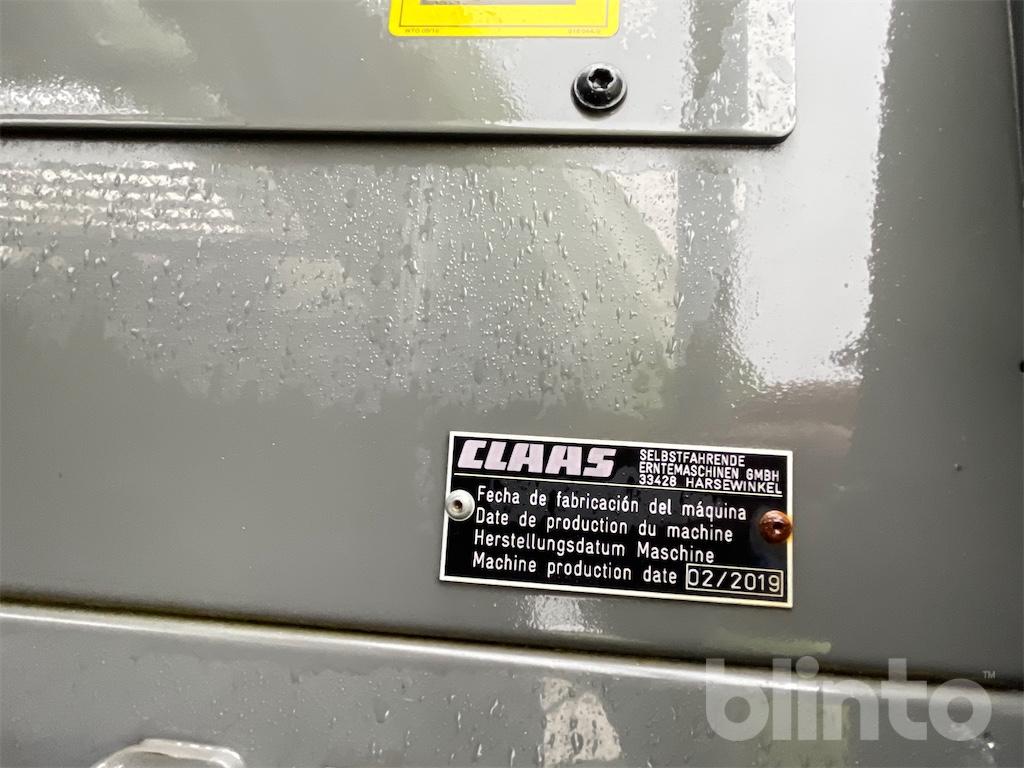 CLAAS
SELBSTFAHRENDE
ERNTEMASCHINEN GMBH
33428 HARSEWINKEL
Fecha de fabricación del máquina
Date de production du machine
Herstellungsdatum Maschine
Machine production date 02/2019
blinto™